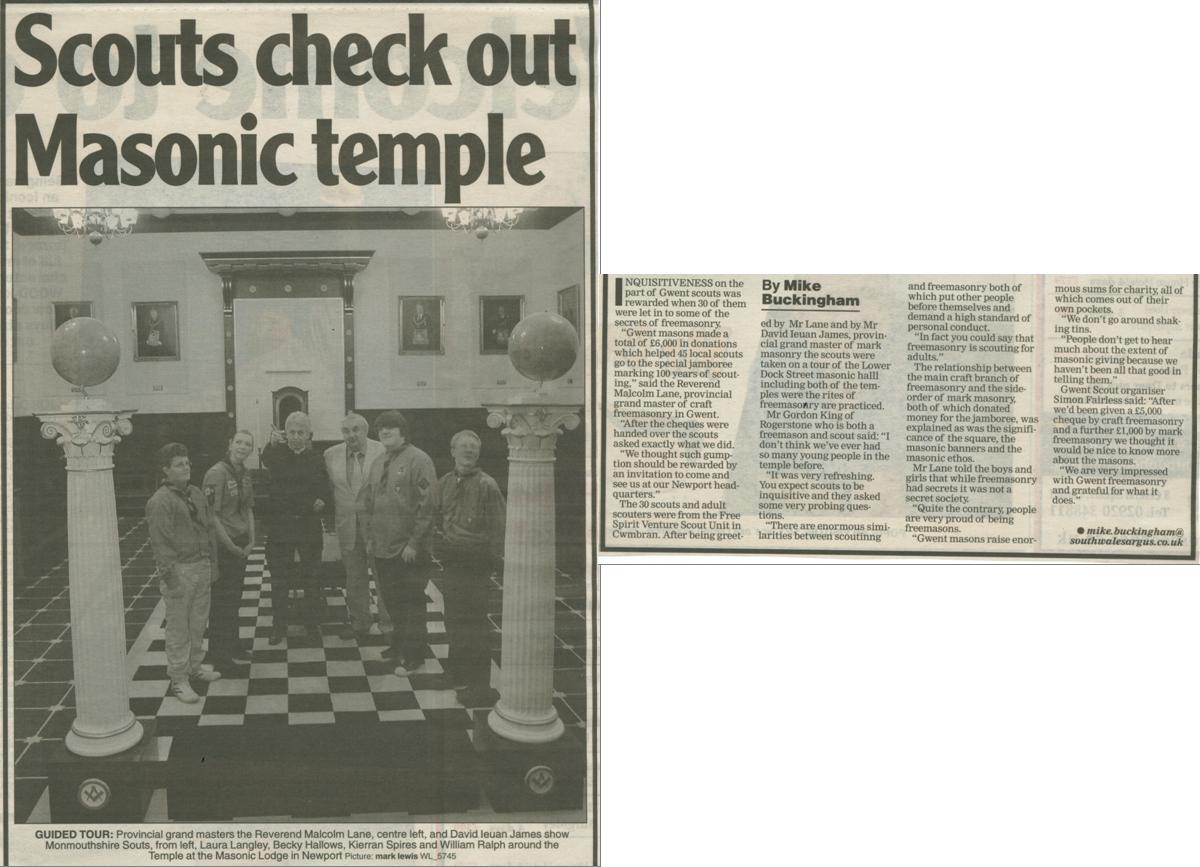 Scouts check out
Masonic temple
GUIDED TOUR: Provincial grand masters the Reverend Malcolm Lane, centre left, and David Ieuan James show
Monmouthshire Souts, from left, Laura Langley, Becky Hallows, Kierran Spires and William Ralph around the
Temple at the Masonic Lodge in Newport Picture: mark lewis WL_5745
INQUISITIVENESS on the
part of Gwent scouts was
rewarded when 30 of them
were let in to some of the
secrets of freemasonry.
"Gwent masons made a
total of £6,000 in donations
which helped 45 local scouts
go to the special jamboree
marking 100 years of scout-
ing," said the Reverend
Malcolm Lane, provincial
grand master of craft
freemasonry in Gwent.
"After the cheques were
handed over the scouts
asked exactly what we did.
"We thought such gump-
tion should be rewarded by
an invitation to come and
see us at our Newport head-
quarters."
The 30 scouts and adult
scouters were from the Free
Spirit Venture Scout Unit in
Cwmbran. After being greet-
By Mike
Buckingham
ed by Mr Lane and by Mr
David Ieuan James, provin-
cial grand master of mark
masonry the scouts were
taken on a tour of the Lower
Dock Street masonic halll
including both of the tem-
ples were the rites of
freemasonry are practiced.
Mr Gordon King of
Rogerstone who is both a
freemason and scout said: "I
don't think we've ever had
so many young people in the
temple before.
"It was very refreshing.
You expect scouts to be
inquisitive and they asked
some very probing ques-
tions.
"There are enormous simi-
larities between scoutinng
and freemasonry both of
which put other people
before themselves and
demand a high standard of
personal conduct.
"In fact you could say that
freemasonry is scouting for
adults."
The relationship between
the main craft branch of
freemasonry and the side-
order of mark masonry,
both of which donated
money for the jamboree, was
explained as was the signifi-
cance of the square, the
masonic banners and the
masonic ethos.
Mr Lane told the boys and
girls that while freemasonry
had secrets it was not a
secret society.
"Quite the contrary, people
are very proud of being
freemasons.
"Gwent masons raise enor-
mous sums for charity, all of
which comes out of their
own pockets.
"We don't go around shak-
ing tins.
"People don't get to hear
much about the extent of
masonic giving because we
haven't been all that good in
telling them."
Gwent Scout organiser
Simon Fairless said: "After
we'd been given a £5,000
cheque by craft freemasonry
and a further £1,000 by mark
freemasonry we thought it
would be nice to know more
about the masons.
"We are very impressed
with Gwent freemasonry
and grateful for what it
does."
● mike.buckingham@
southwalesargus.co.uk